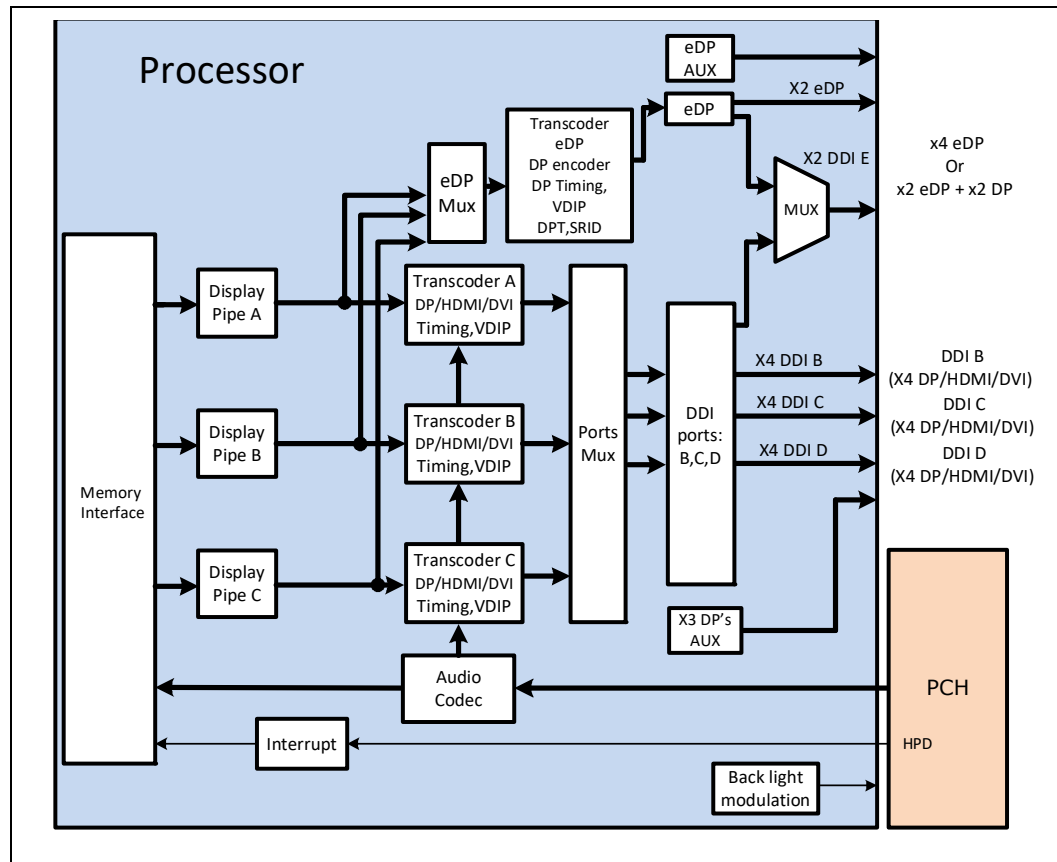 Processor
eDP
AUX
X2 eDP
eDP
Transcoder
eDP
DP encoder
DP Timing,
VDIP
DPT,SRID
eDP
Mux
X2 DDI E
MUX
x4 eDP
Or
x2 eDP + x2 DP
Memory
Interface
Display
Pipe A
Transcoder A
DP/HDMI/DVI
Timing,VDIP
Display
Pipe B
Transcoder B
DP/HDMI/DVI
Timing,VDIP
Display
Pipe C
Transcoder C
DP/HDMI/DVI
Timing,VDIP
Ports
Mux
DDI
ports:
B,C,D
X4 DDI B
X4 DDI C
X4 DDI D
DDI B
(X4 DP/HDMI/DVI)
DDI C
(X4 DP/HDMI/DVI)
DDI D
(X4 DP/HDMI/DVI)
X3 DP’s
AUX
Audio
Codec
PCH
Interrupt
HPD
Back light
modulation